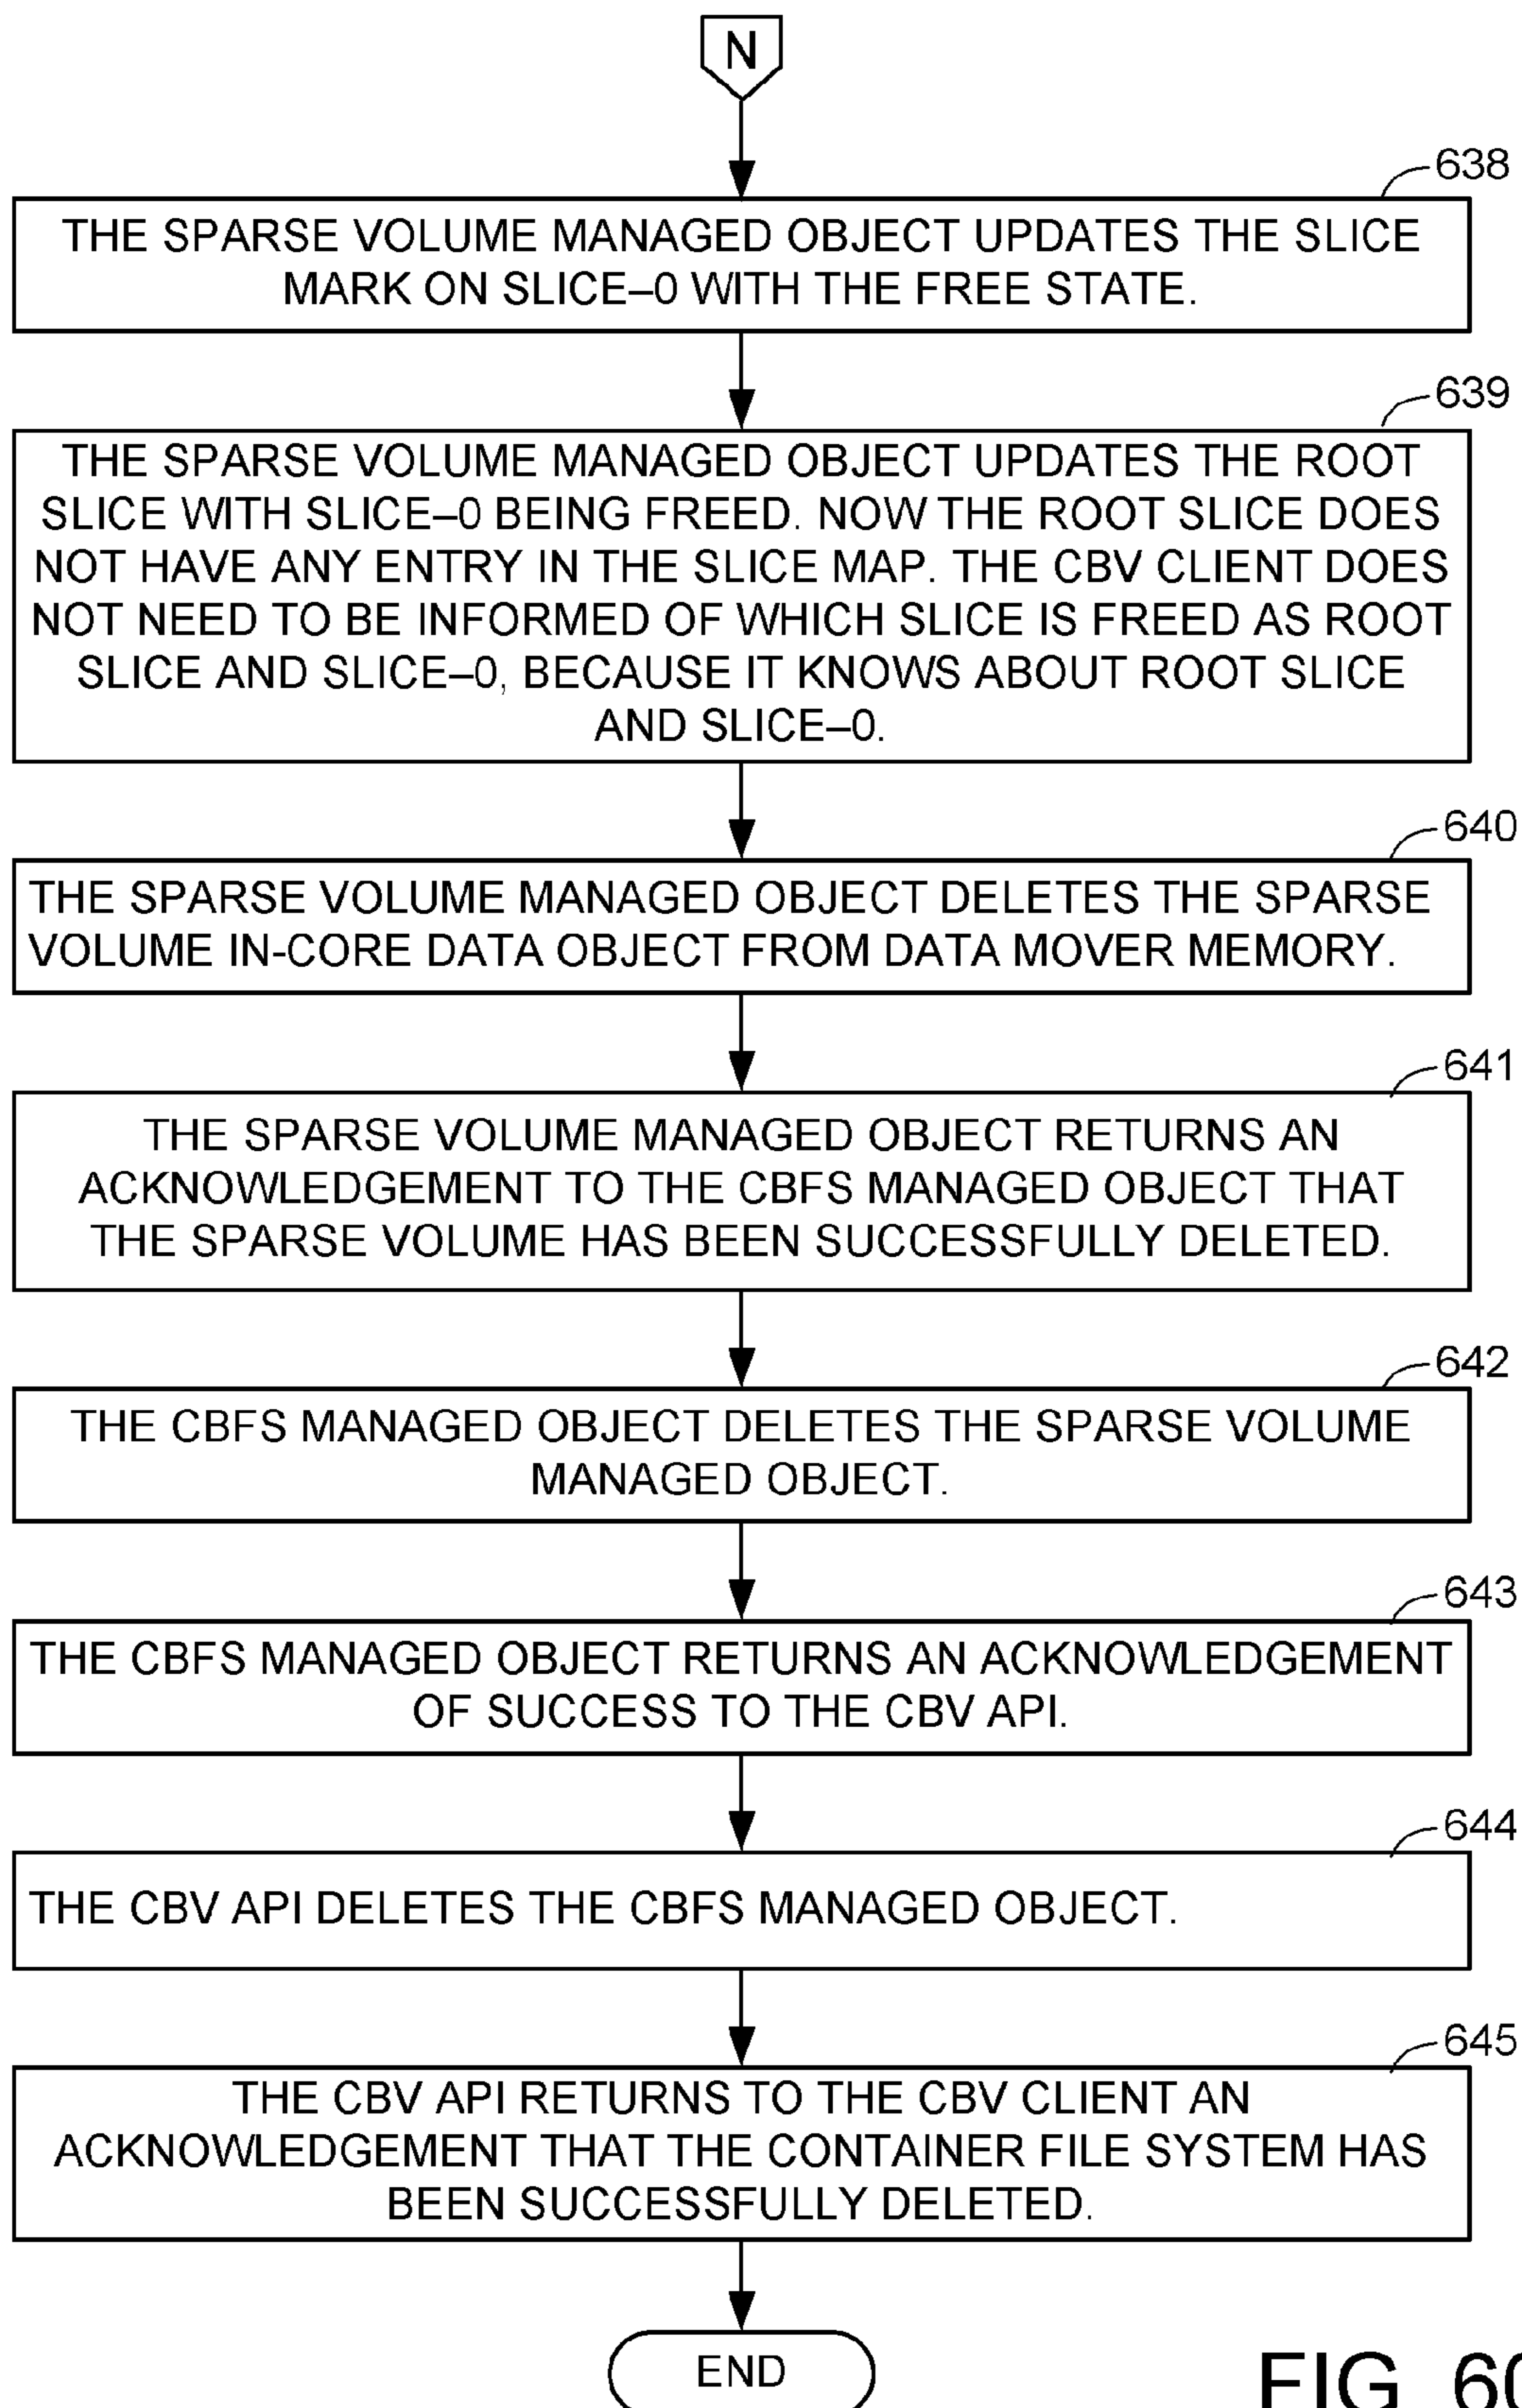 N
638
THE SPARSE VOLUME MANAGED OBJECT UPDATES THE SLICE
MARK ON SLICE–0 WITH THE FREE STATE.
639
THE SPARSE VOLUME MANAGED OBJECT UPDATES THE ROOT
SLICE WITH SLICE–0 BEING FREED. NOW THE ROOT SLICE DOES
NOT HAVE ANY ENTRY IN THE SLICE MAP. THE CBV CLIENT DOES
NOT NEED TO BE INFORMED OF WHICH SLICE IS FREED AS ROOT
SLICE AND SLICE–0, BECAUSE IT KNOWS ABOUT ROOT SLICE
AND SLICE–0.
640
THE SPARSE VOLUME MANAGED OBJECT DELETES THE SPARSE
VOLUME IN-CORE DATA OBJECT FROM DATA MOVER MEMORY.
641
THE SPARSE VOLUME MANAGED OBJECT RETURNS AN
ACKNOWLEDGEMENT TO THE CBFS MANAGED OBJECT THAT
THE SPARSE VOLUME HAS BEEN SUCCESSFULLY DELETED.
642
THE CBFS MANAGED OBJECT DELETES THE SPARSE VOLUME
MANAGED OBJECT.
643
THE CBFS MANAGED OBJECT RETURNS AN ACKNOWLEDGEMENT
OF SUCCESS TO THE CBV API.
644
THE CBV API DELETES THE CBFS MANAGED OBJECT.
645
THE CBV API RETURNS TO THE CBV CLIENT AN
ACKNOWLEDGEMENT THAT THE CONTAINER FILE SYSTEM HAS
BEEN SUCCESSFULLY DELETED.
END
FIG. 60